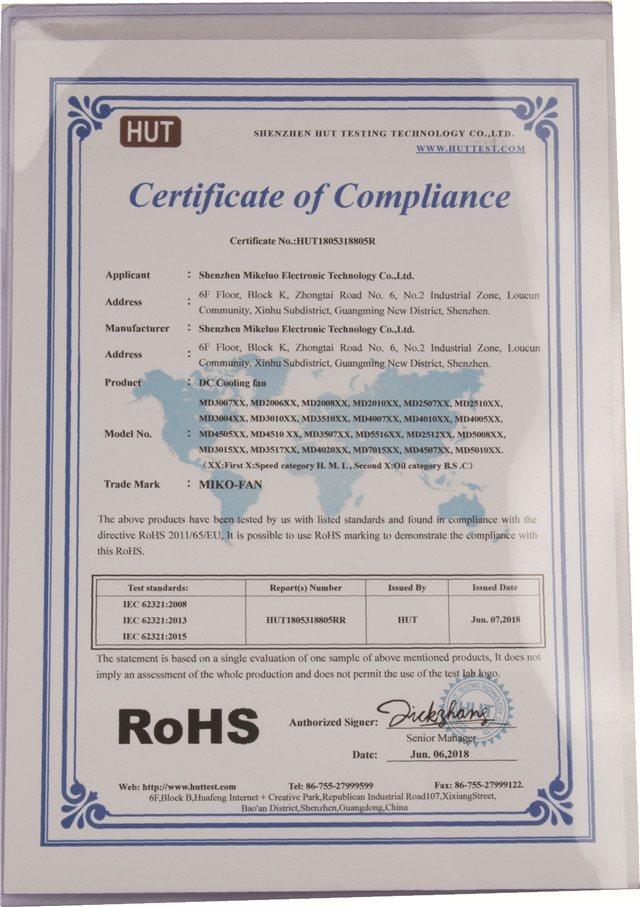 HUT
SHENZHEN HUT TESTING TECHNOLOGY CO.,LTD.
WWW.HUTTEST.COM
Certificate of Compliance
Certificate No.:HUT1805318805R
Applicant : Shenzhen Mikeluo Electronic Technology Co.,Ltd.
Address : 6F Floor, Block K, Zhongtai Road No. 6, No.2 Industrial Zone, Loucun
Community, Xinhu Subdistrict, Guangming New District, Shenzhen.
Manufacturer : Shenzhen Mikeluo Electronic Technology Co.,Ltd.
Address : 6F Floor, Block K, Zhongtai Road No. 6, No.2 Industrial Zone, Loucun
Community, Xinhu Subdistrict, Guangming New District, Shenzhen.
Product : DC Cooling fan
MD3007XX, MD2006XX, MD2008XX, MD2010XX, MD2507XX, MD2510XX,
MD3004XX, MD3010XX, MD3510XX, MD4007XX, MD4010XX, MD4005XX,
Model No. : MD4505XX, MD4510 XX, MD3507XX, MD5516XX, MD2512XX, MD5008XX,
MD3015XX, MD3517XX, MD4020XX, MD7015XX, MD4507XX, MD5010XX.
(XX:First X:Speed category H. M. L, Second X:Oil category B.S .C)
Trade Mark : MIKO-FAN
The above products have been tested by us with listed standards and found in compliance with the
directive RoHS 2011/65/EU. It is possible to use RoHS marking to demonstrate the compliance with
this RoHS.
Test standards: Report(s) Number Issued By Issued Date
IEC 62321:2008
IEC 62321:2013 HUT1805318805RR HUT Jun. 07,2018
IEC 62321:2015
The statement is based on a single evaluation of one sample of above mentioned products, It does not
imply an assessment of the whole production and does not permit the use of the test lab logo.
RoHS
Authorized Signer: Dickzhang
HUT
Senior Manager
Date: Jun. 06,2018
Web: http://www.huttest.com Tel: 86-755-27999599 Fax: 86-755-27999122.
6F,Block B,Huafeng Internet + Creative Park,Republican Industrial Road107,XixiangStreet,
Bao'an District,Shenzhen,Guangdong,China